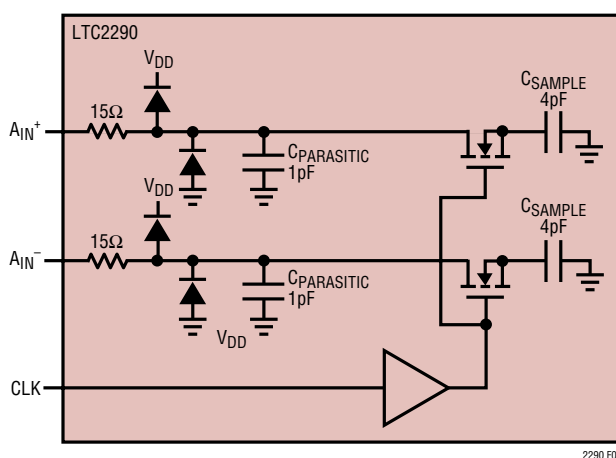 LTC2290
VDD
15Ω
AIN+
CPARASITIC
1pF
CSAMPLE
4pF
VDD
15Ω
AIN–
CPARASITIC
1pF
CSAMPLE
4pF
VDD
CLK